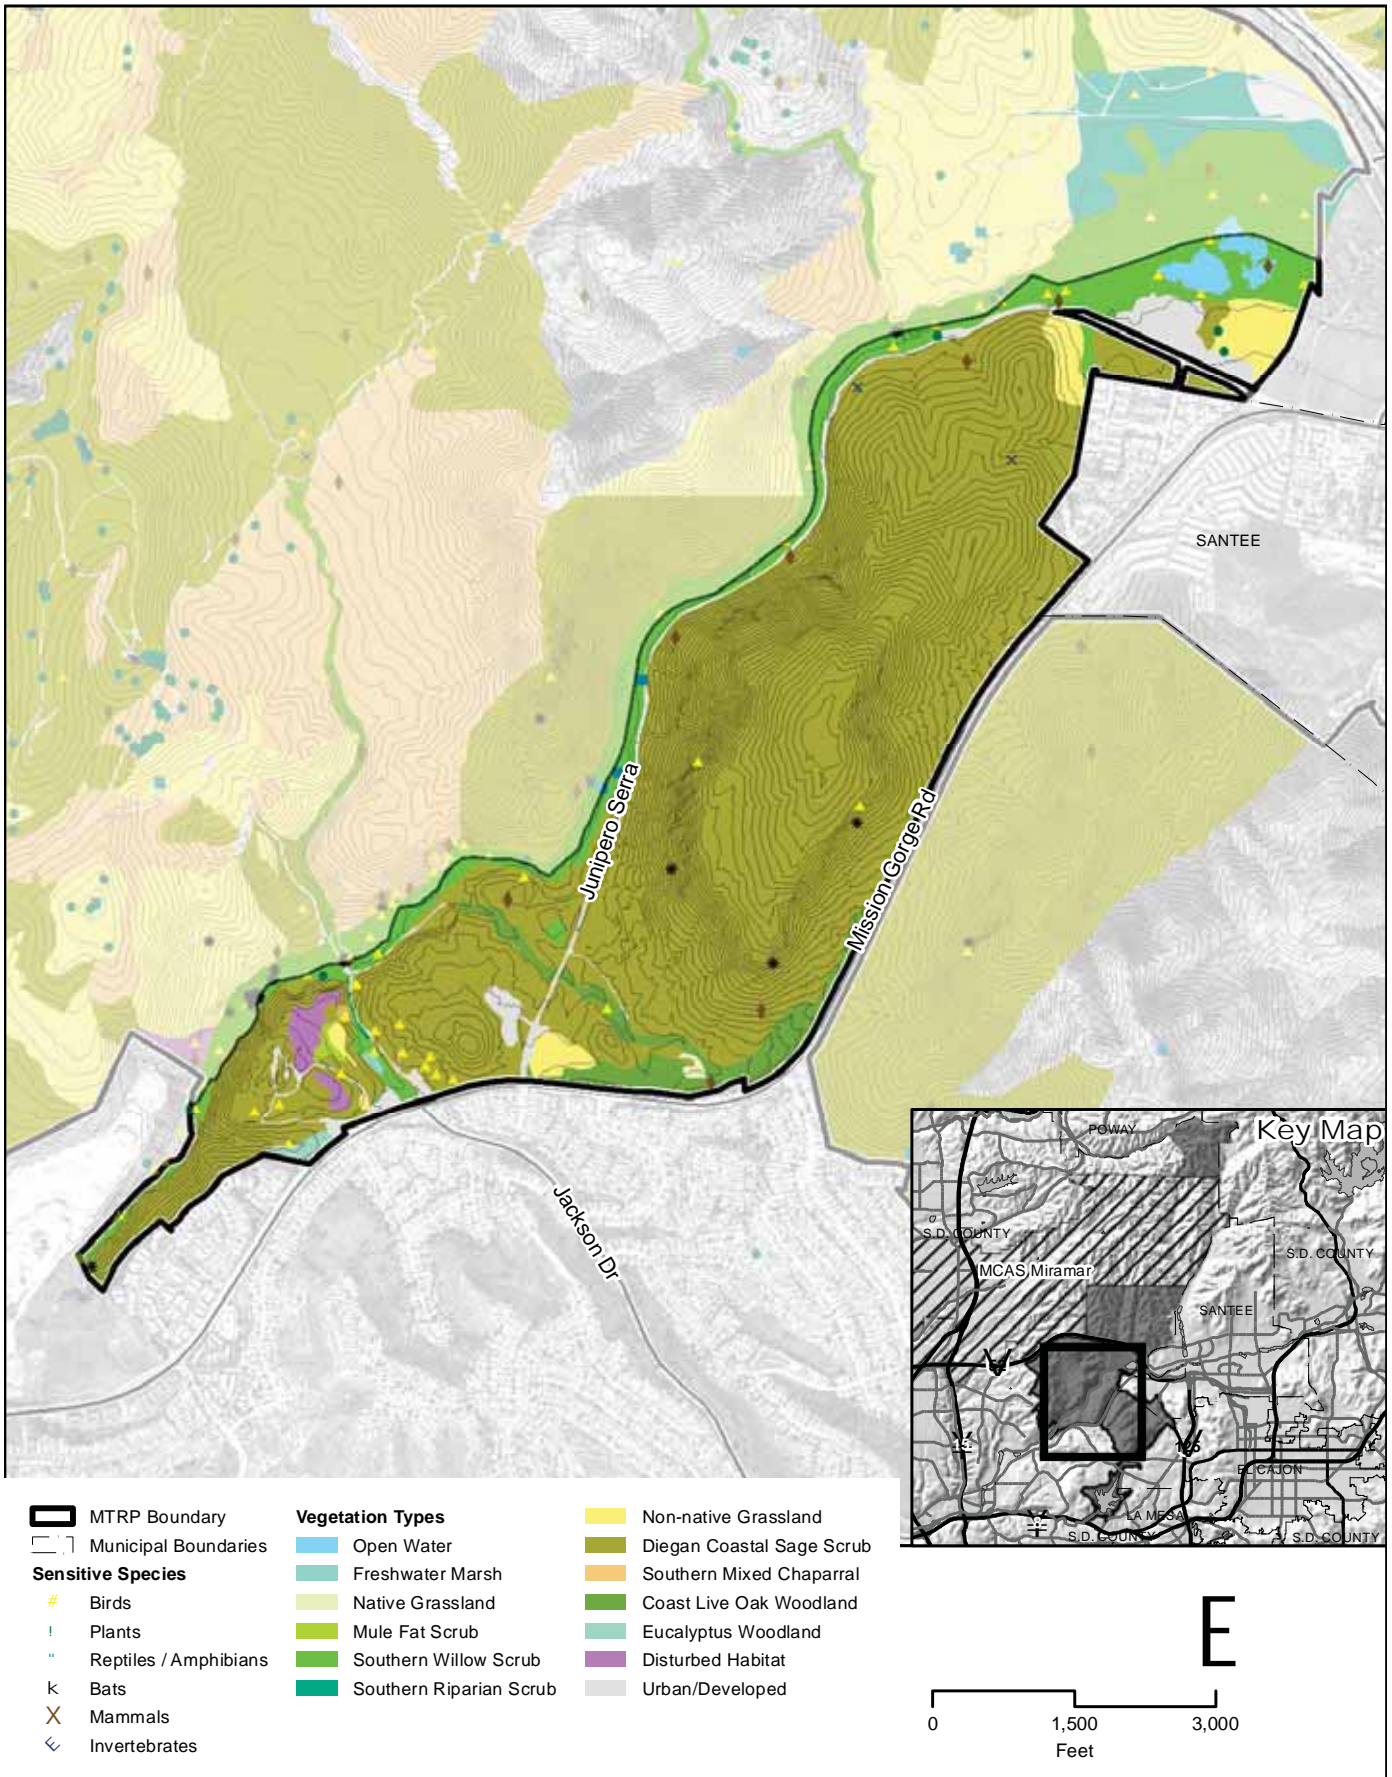 SANTEE
Junipero Serra
Mission Gorge Rd
Jackson Dr
Key Map
POWAY
S.D. COUNTY
S.D. COUNTY
MCAS Miramar
SANTEE
125
EL CAJON
LA MESA
S.D. COUNTY
S.D. COUNTY
MTRP Boundary
Municipal Boundaries
Sensitive Species
# Birds
! Plants
" Reptiles / Amphibians
k Bats
X Mammals
E Invertebrates
Vegetation Types
Open Water
Freshwater Marsh
Native Grassland
Mule Fat Scrub
Southern Willow Scrub
Southern Riparian Scrub
Non-native Grassland
Diegan Coastal Sage Scrub
Southern Mixed Chaparral
Coast Live Oak Woodland
Eucalyptus Woodland
Disturbed Habitat
Urban/Developed
E
0 1,500 3,000
Feet